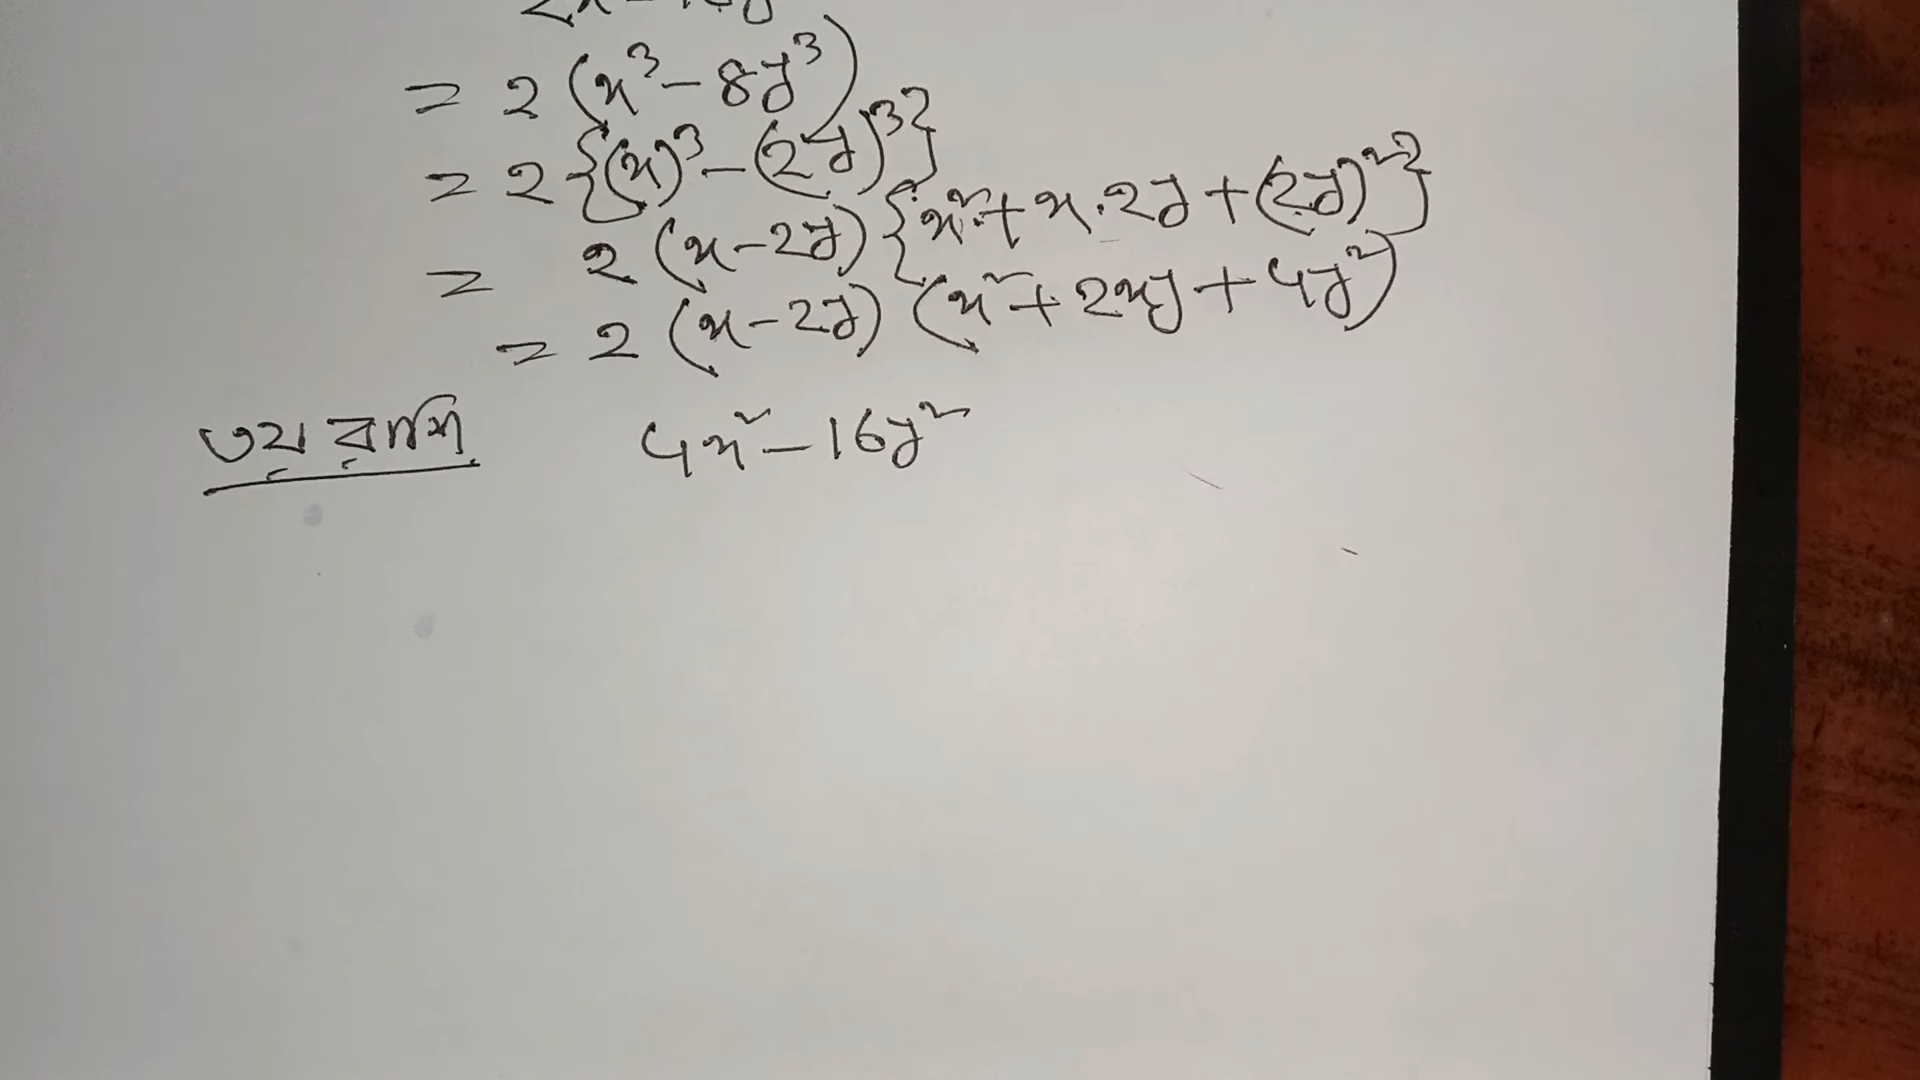 = 2 (x³ - 8y³)
= 2 {(x)³ - (2y)³}
= 2 (x - 2y) {x² + x.2y + (2y)²}
= 2 (x - 2y) (x² + 2xy + 4y²)
৩য় রাশি 4x² - 16y²